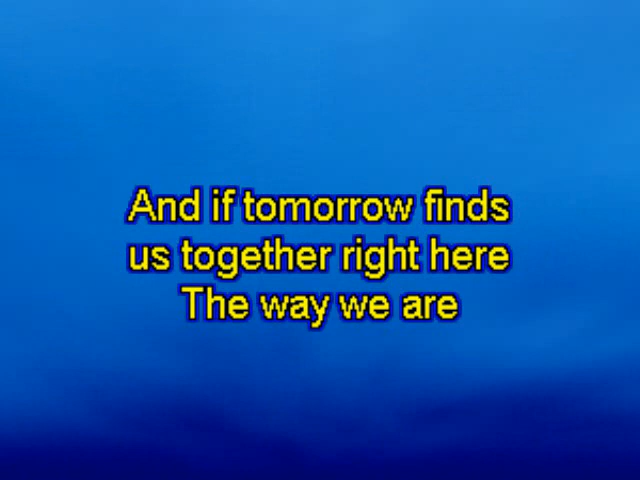 And if tomorrow finds
us together right here
The way we are